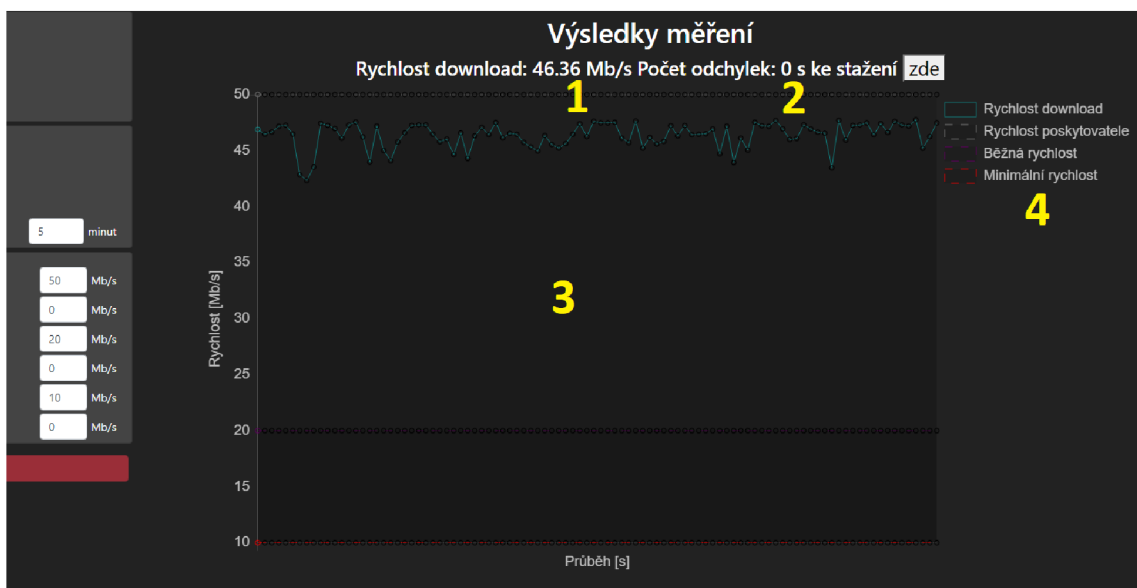 Výsledky měření
Rychlost download: 46.36 Mb/s Počet odchylek: 0 s ke stažení zde
1
2
50
45
40
35
30
25
20
15
10
Rychlost [Mb/s]
3
Průběh [s]
Rychlost download
Rychlost poskytovatele
Běžná rychlost
Minimální rychlost
4
5 minut
50 Mb/s
0 Mb/s
20 Mb/s
0 Mb/s
10 Mb/s
0 Mb/s